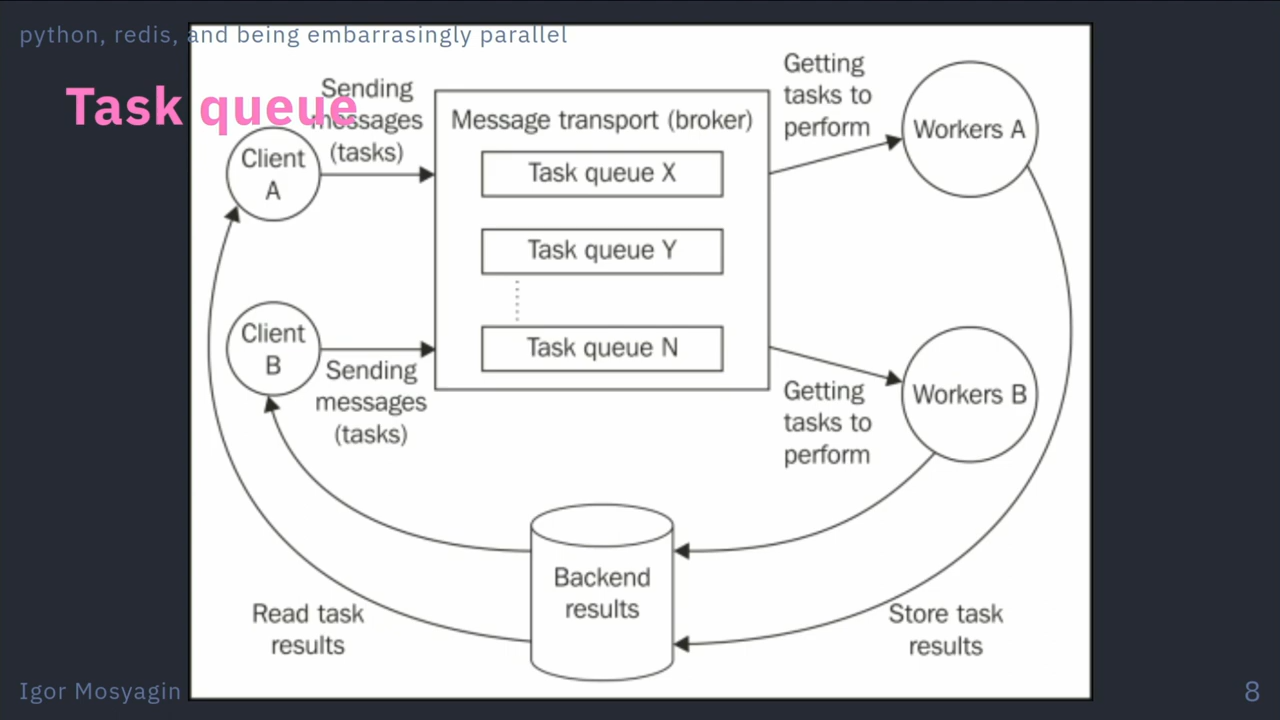 python, redis, and being embarrasingly parallel
Task queue
Sending
messages
(tasks)
Client
A
Message transport (broker)
Task queue X
Task queue Y
Task queue N
Getting
tasks to
perform
Workers A
Client
B
Sending
messages
(tasks)
Getting
tasks to
perform
Workers B
Backend
results
Read task
results
Store task
results
Igor Mosyagin
8